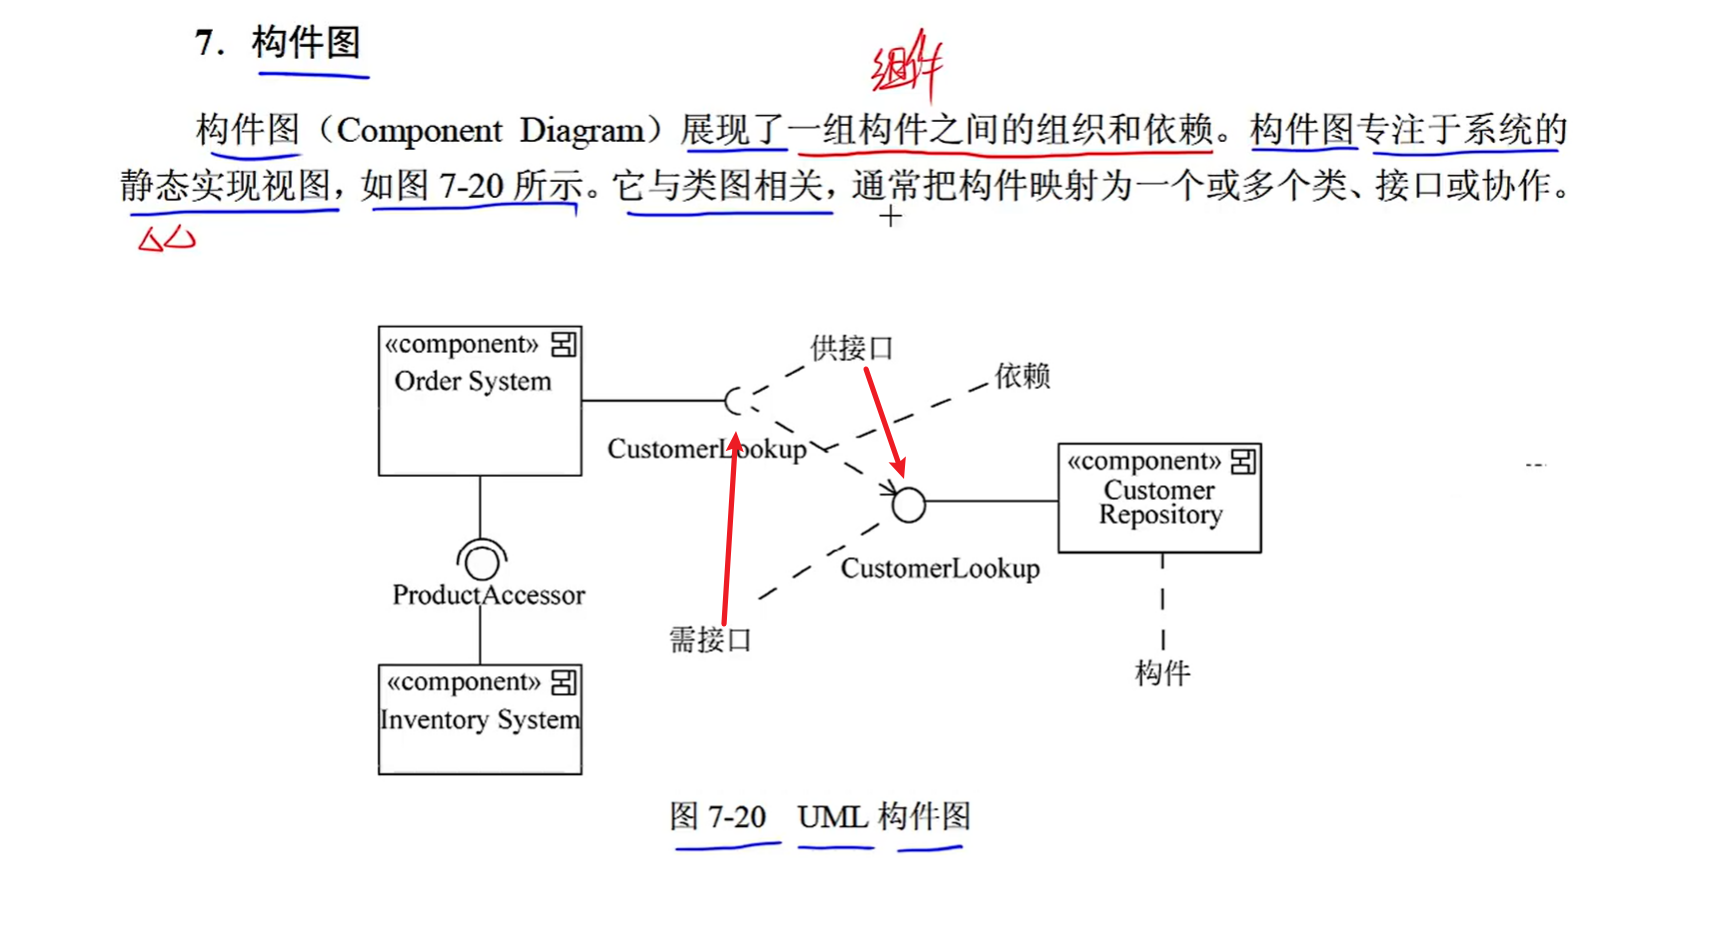 7. 构件图
组件
构件图（Component Diagram）展现了一组构件之间的组织和依赖。构件图专注于系统的
静态实现视图，如图 7-20 所示。它与类图相关，通常把构件映射为一个或多个类、接口或协作。
«component»
Order System
供接口
依赖
CustomerLookup
«component»
Customer
Repository
CustomerLookup
ProductAccessor
需接口
构件
«component»
Inventory System
图 7-20 UML 构件图